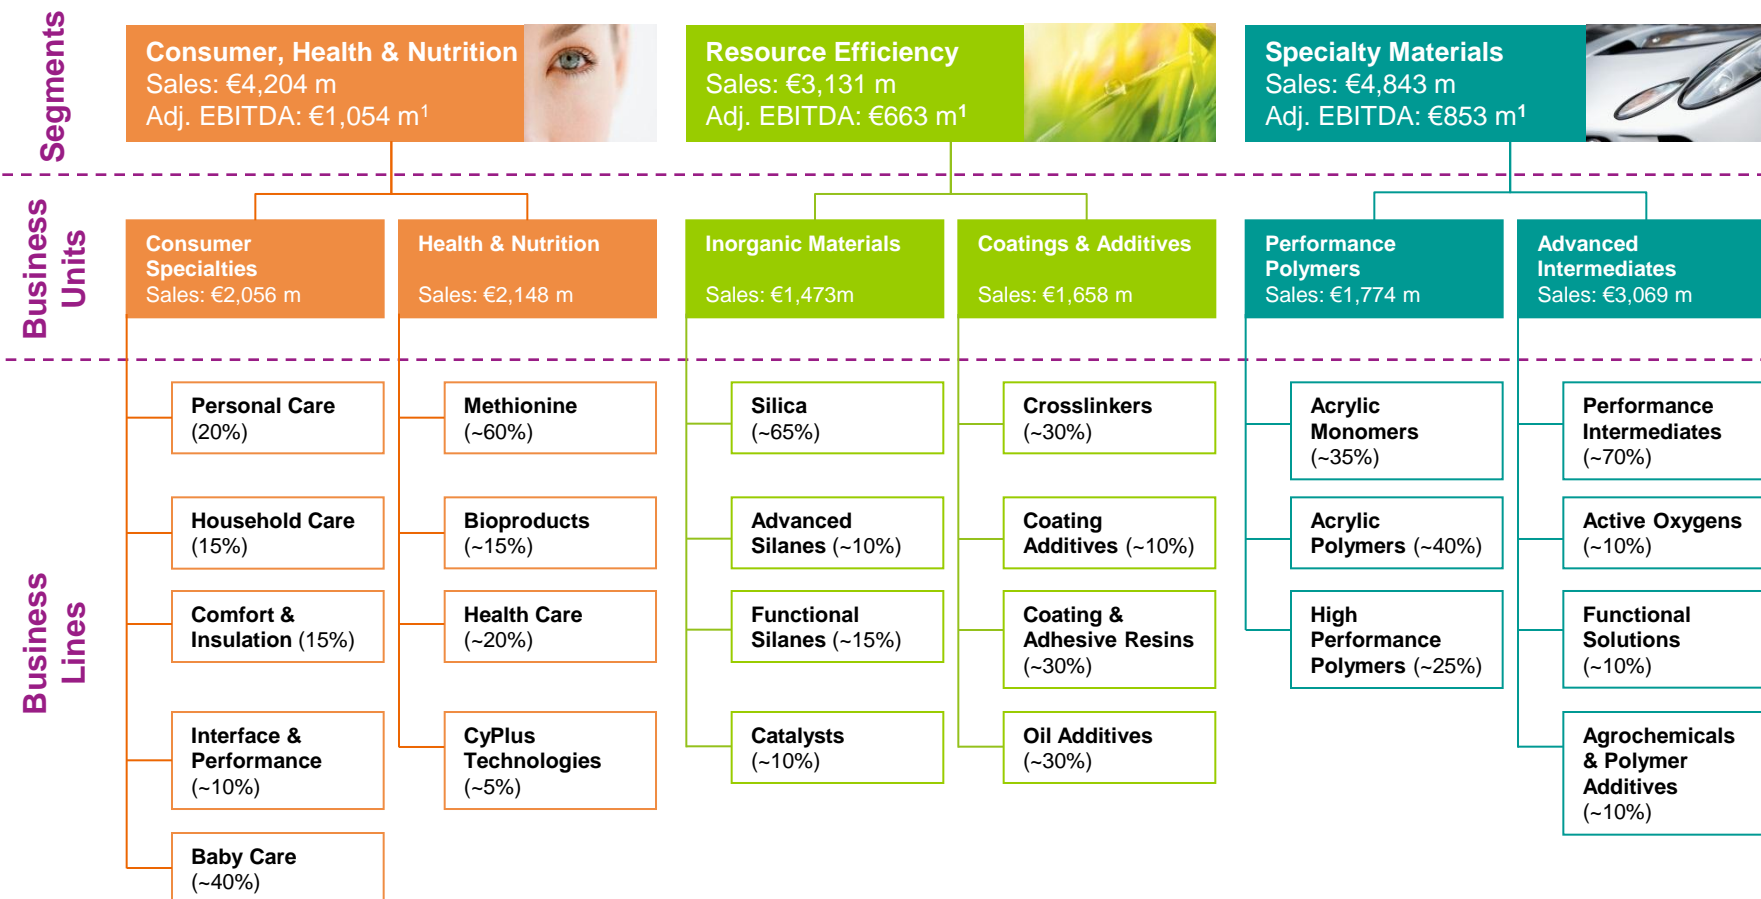 Segments
Consumer, Health & Nutrition
Sales: €4,204 m
Adj. EBITDA: €1,054 m¹
Resource Efficiency
Sales: €3,131 m
Adj. EBITDA: €663 m¹
Specialty Materials
Sales: €4,843 m
Adj. EBITDA: €853 m¹
Business
Units
Consumer
Specialties
Sales: €2,056 m
Health & Nutrition
Sales: €2,148 m
Inorganic Materials
Sales: €1,473m
Coatings & Additives
Sales: €1,658 m
Performance
Polymers
Sales: €1,774 m
Advanced
Intermediates
Sales: €3,069 m
Business
Lines
Personal Care
(20%)
Household Care
(15%)
Comfort &
Insulation (15%)
Interface &
Performance
(~10%)
Baby Care
(~40%)
Methionine
(~60%)
Bioproducts
(~15%)
Health Care
(~20%)
CyPlus
Technologies
(~5%)
Silica
(~65%)
Advanced
Silanes (~10%)
Functional
Silanes (~15%)
Catalysts
(~10%)
Crosslinkers
(~30%)
Coating
Additives (~10%)
Coating &
Adhesive Resins
(~30%)
Oil Additives
(~30%)
Acrylic
Monomers
(~35%)
Acrylic
Polymers (~40%)
High
Performance
Polymers (~25%)
Performance
Intermediates
(~70%)
Active Oxygens
(~10%)
Functional
Solutions
(~10%)
Agrochemicals
& Polymer
Additives
(~10%)